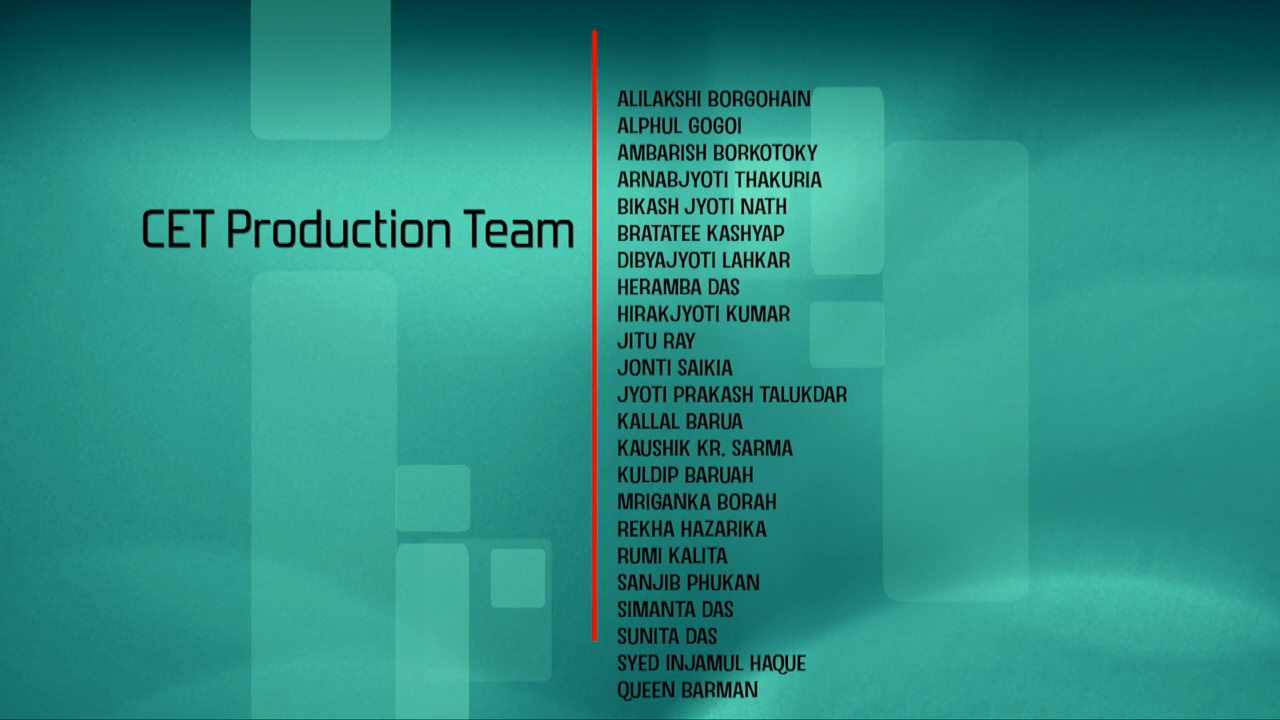 CET Production Team
ALILAKSHI BORGOHAIN
ALPHUL GOGOI
AMBARISH BORKOTOKY
ARNABJYOTI THAKURIA
BIKASH JYOTI NATH
BRATATEE KASHYAP
DIBYAJYOTI LAHKAR
HERAMBA DAS
HIRAKJYOTI KUMAR
JITU RAY
JONTI SAIKIA
JYOTI PRAKASH TALUKDAR
KALLAL BARUA
KAUSHIK KR. SARMA
KULDIP BARUAH
MRIGANKA BORAH
REKHA HAZARIKA
RUMI KALITA
SANJIB PHUKAN
SIMANTA DAS
SUNITA DAS
SYED INJAMUL HAQUE
QUEEN BARMAN